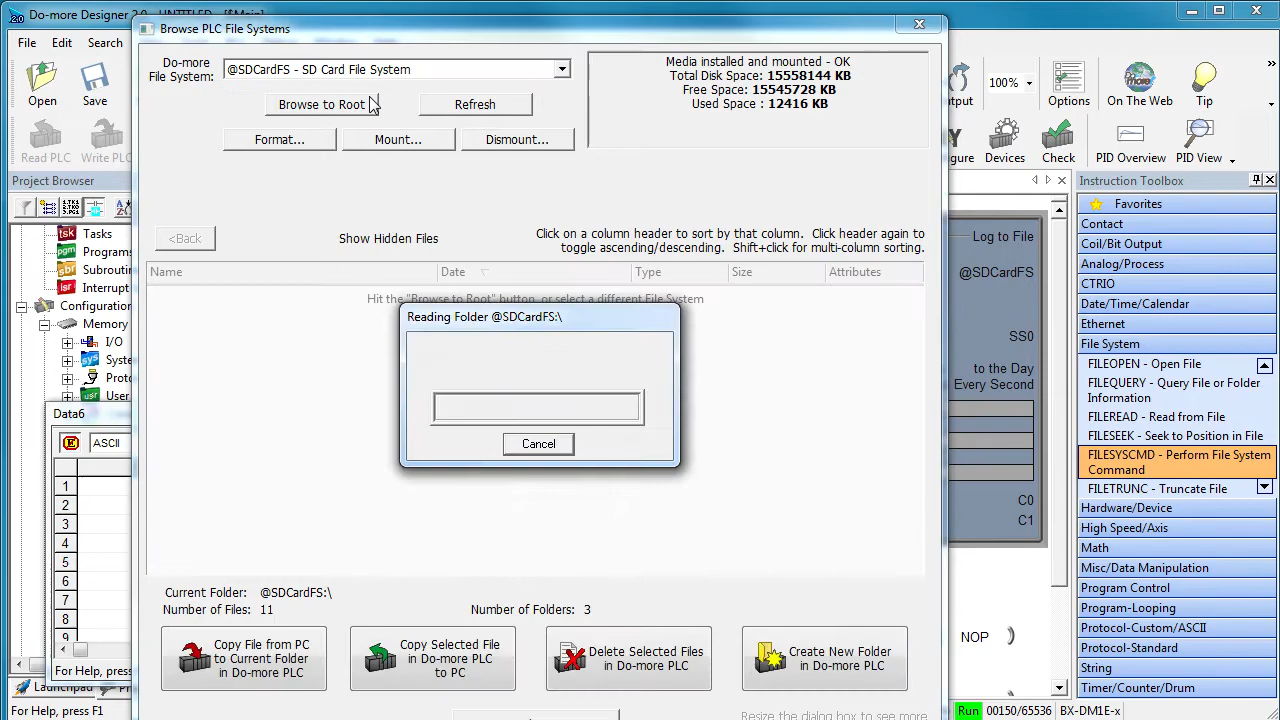 Do-more Designer 2.0
Browse PLC File Systems
File Edit Search
Do-more
File System:
@SDCardFS - SD Card File System
Browse to Root
Refresh
Format...
Mount...
Dismount...
Media installed and mounted - OK
Total Disk Space: 15558144 KB
Free Space: 15545728 KB
Used Space : 12416 KB
Open
Save
Read PLC
Write PLC
100%
Options
On The Web
Tip
Devices
Check
PID Overview
PID View
Project Browser
Instruction Toolbox
<Back
Show Hidden Files
Click on a column header to sort by that column. Click header again to
toggle ascending/descending. Shift+click for multi-column sorting.
Name
Date
Type
Size
Attributes
Hit the "Browse to Root" button, or select a different File System
Reading Folder @SDCardFS:\
Cancel
Tasks
Programs
Interrupt
Memory
I/O
User
Data6
ASCII
1
2
3
4
5
6
7
8
9
For Help, press
Launchpad
For Help, press F1
Current Folder: @SDCardFS:\
Number of Files: 11
Number of Folders: 3
Copy File from PC
to Current Folder
in Do-more PLC
Copy Selected File
in Do-more PLC
to PC
Delete Selected Files
in Do-more PLC
Create New Folder
in Do-more PLC
Resize the dialog box to see more
Log to File
@SDCardFS
SS0
to the Day
Every Second
C0
C1
NOP
Favorites
Contact
Coil/Bit Output
Analog/Process
CTRIO
Date/Time/Calendar
Ethernet
File System
FILEOPEN - Open File
FILEQUERY - Query File or Folder
Information
FILEREAD - Read from File
FILESEEK - Seek to Position in File
FILESYSCMD - Perform File System
Command
FILETRUNC - Truncate File
Hardware/Device
High Speed/Axis
Math
Misc/Data Manipulation
Program Control
Program-Looping
Protocol-Custom/ASCII
Protocol-Standard
String
Timer/Counter/Drum
Run 00150/65536 BX-DM1E-x